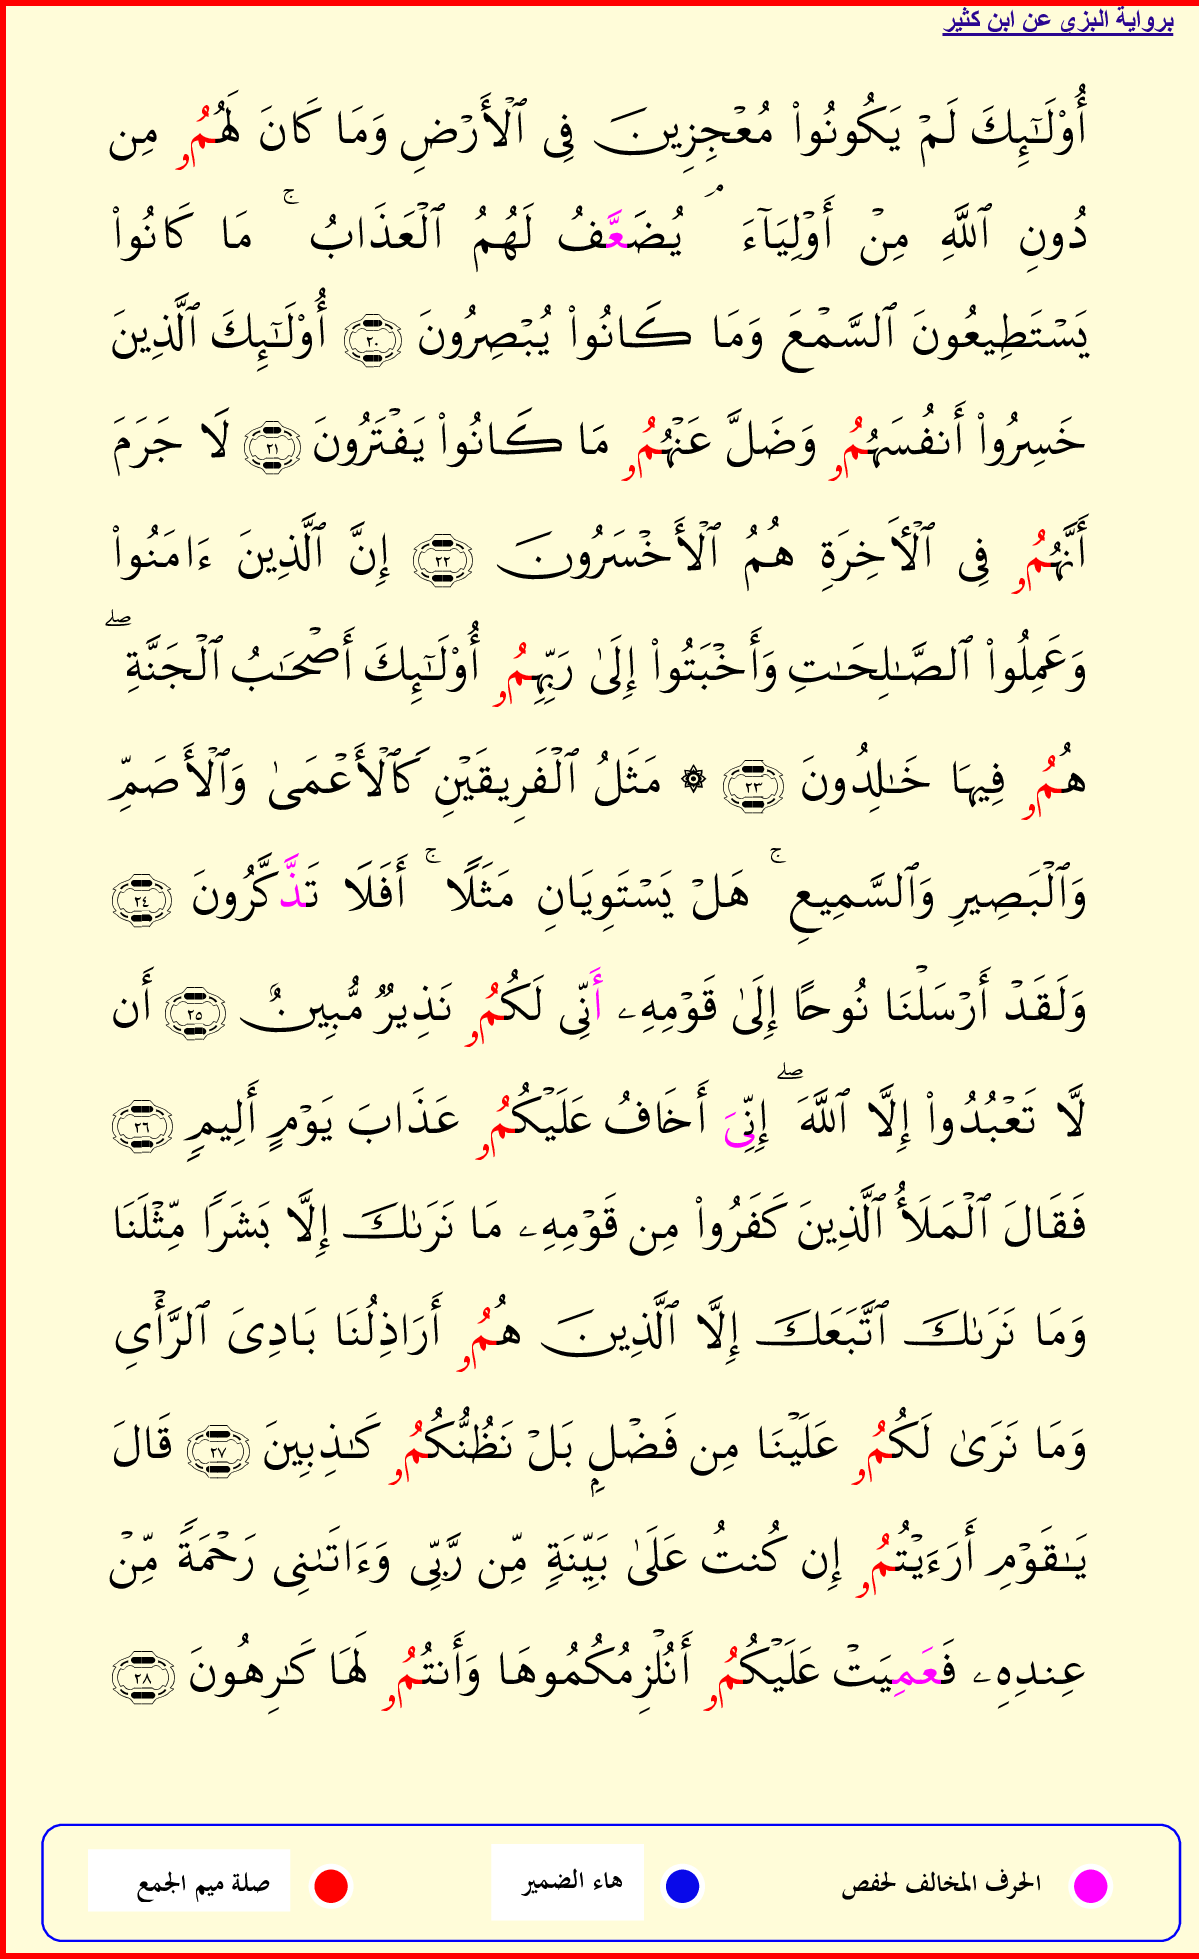 برواية البزى عن ابن كثير
أُوْلَـٰٓئِكَ لَمۡ يَكُونُواْ مُعۡجِزِينَ فِى ٱلۡأَرۡضِ وَمَا كَانَ لَهُمُۥ مِن
دُونِ ٱللَّهِ مِنۡ أَوۡلِيَآءَ ۘ يُضَعَّفُ لَهُمُ ٱلۡعَذَابُ ۚ مَا كَانُواْ
يَسۡتَطِيعُونَ ٱلسَّمۡعَ وَمَا كَانُواْ يُبۡصِرُونَ ٢٠ أُوْلَـٰٓئِكَ ٱلَّذِينَ
خَسِرُواْ أَنفُسَهُمُۥ وَضَلَّ عَنۡهُمُۥ مَا كَانُواْ يَفۡتَرُونَ ٢١ لَا جَرَمَ
أَنَّهُمُۥ فِى ٱلۡأَخِرَةِ هُمُ ٱلۡأَخۡسَرُونَ ٢٢ إِنَّ ٱلَّذِينَ ءَامَنُواْ
وَعَمِلُواْ ٱلصَّـٰلِحَـٰتِ وَأَخۡبَتُواْ إِلَىٰ رَبِّهِمُۥ أُوْلَـٰٓئِكَ أَصۡحَـٰبُ ٱلۡجَنَّةِ ۖ
هُمُۥ فِيهَا خَـٰلِدُونَ ٢٣ ۞ مَثَلُ ٱلۡفَرِيقَيۡنِ كَٱلۡأَعۡمَىٰ وَٱلۡأَصَمِّ
وَٱلۡبَصِيرِ وَٱلسَّمِيعِ ۚ هَلۡ يَسۡتَوِيَانِ مَثَلًا ۚ أَفَلَا تَذَّكَّرُونَ ٢٤
وَلَقَدۡ أَرۡسَلۡنَا نُوحًا إِلَىٰ قَوۡمِهِۦ أَنِّى لَكُمُۥ نَذِيرٌ مُّبِينٌ ٢٥ أَن
لَّا تَعۡبُدُواْ إِلَّا ٱللَّهَ ۖ إِنِّىَ أَخَافُ عَلَيۡكُمُۥ عَذَابَ يَوۡمٍ أَلِيمٍ ٢٦
فَقَالَ ٱلۡمَلَأُ ٱلَّذِينَ كَفَرُواْ مِن قَوۡمِهِۦ مَا نَرَىٰكَ إِلَّا بَشَرًا مِّثۡلَنَا
وَمَا نَرَىٰكَ ٱتَّبَعَكَ إِلَّا ٱلَّذِينَ هُمُۥ أَرَاذِلُنَا بَادِىَ ٱلرَّأۡىِ
وَمَا نَرَىٰ لَكُمُۥ عَلَيۡنَا مِن فَضۡلِۭ بَلۡ نَظُنُّكُمُۥ كَـٰذِبِينَ ٢٧ قَالَ
يَـٰقَوۡمِ أَرَءَيۡتُمُۥ إِن كُنتُ عَلَىٰ بَيِّنَةٍ مِّن رَّبِّى وَءَاتَىٰنِى رَحۡمَةً مِّنۡ
عِندِهِۦ فَعَمِيَتۡ عَلَيۡكُمُۥ أَنُلۡزِمُكُمُوهَا وَأَنتُمُۥ لَهَا كَـٰرِهُونَ ٢٨
الحرف المخالف لحفص هاء الضمير صلة ميم الجمع